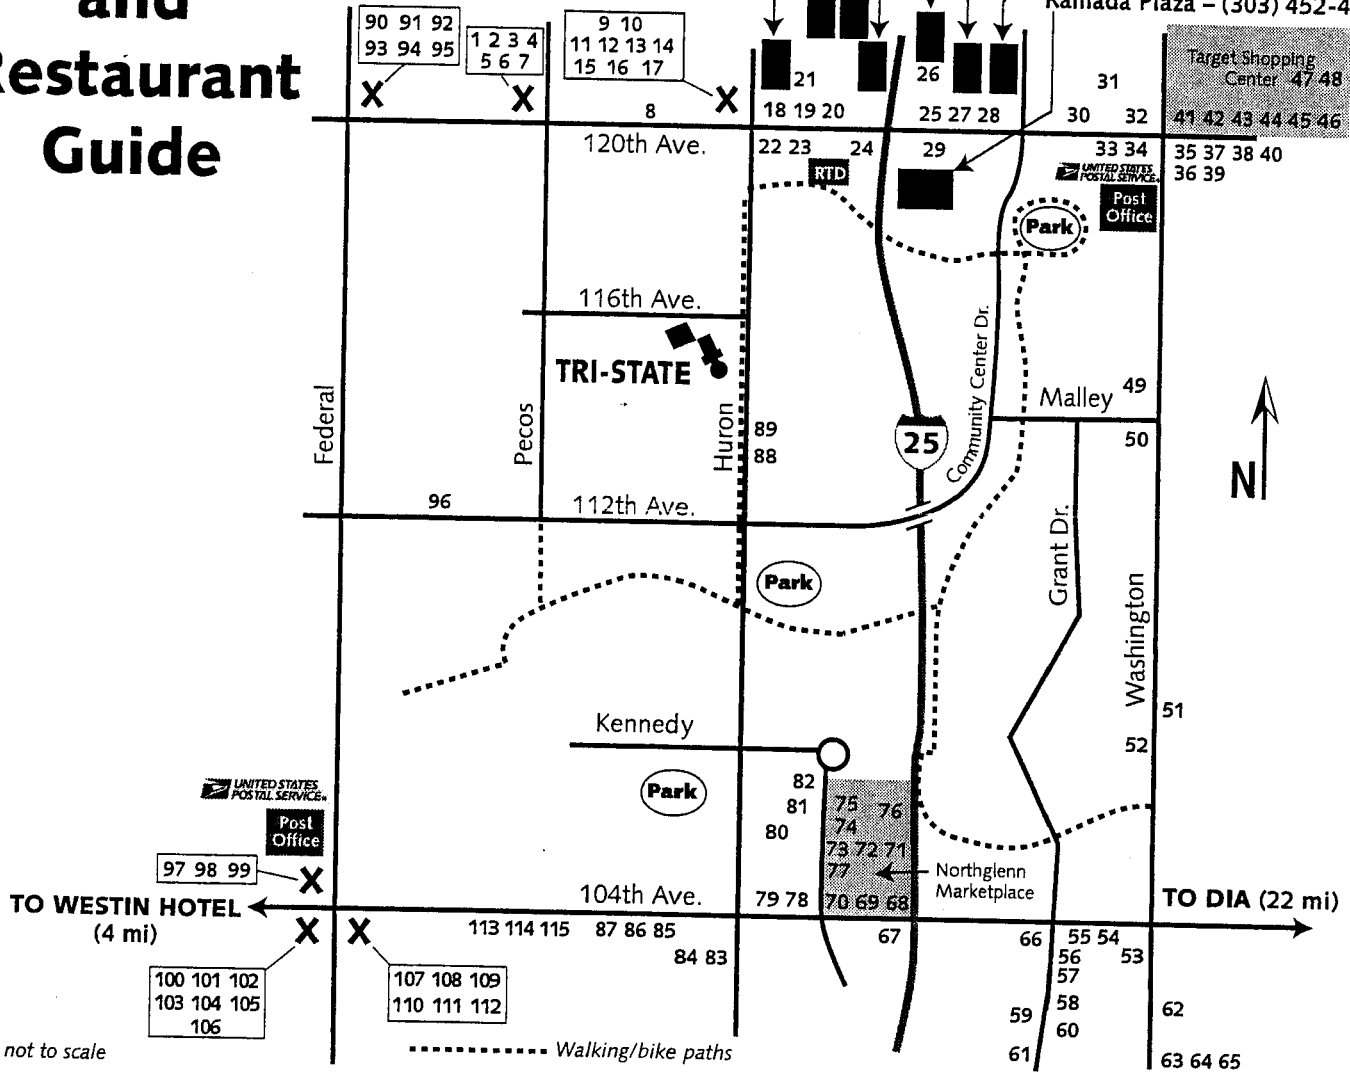 and
Restaurant
Guide
Ramada Plaza – (303) 452-4
90 91 92
93 94 95
1 2 3 4
5 6 7
9 10
11 12 13 14
15 16 17
8
21
18 19 20
26
25 27 28
31
30 32
Target Shopping
Center 47 48
41 42 43 44 45 46
120th Ave.
22 23
24
29
33 34
35 37 38 40
36 39
RTD
UNITED STATES
POSTAL SERVICE®
Post
Office
Park
116th Ave.
TRI-STATE
Federal
Pecos
Huron
89
88
25
Community Center Dr.
Malley
49
50
N
96
112th Ave.
Park
Grant Dr.
Washington
51
52
Kennedy
Park
82
81
80
75 76
74
73 72 71
77
Northglenn
Marketplace
UNITED STATES
POSTAL SERVICE®
Post
Office
97 98 99
TO WESTIN HOTEL
(4 mi)
104th Ave.
79 78
70 69 68
TO DIA (22 mi)
113 114 115
87 86 85
84 83
67
66
55 54
56
57
53
58
59
60
61
62
63 64 65
100 101 102
103 104 105
106
107 108 109
110 111 112
not to scale
Walking/bike paths